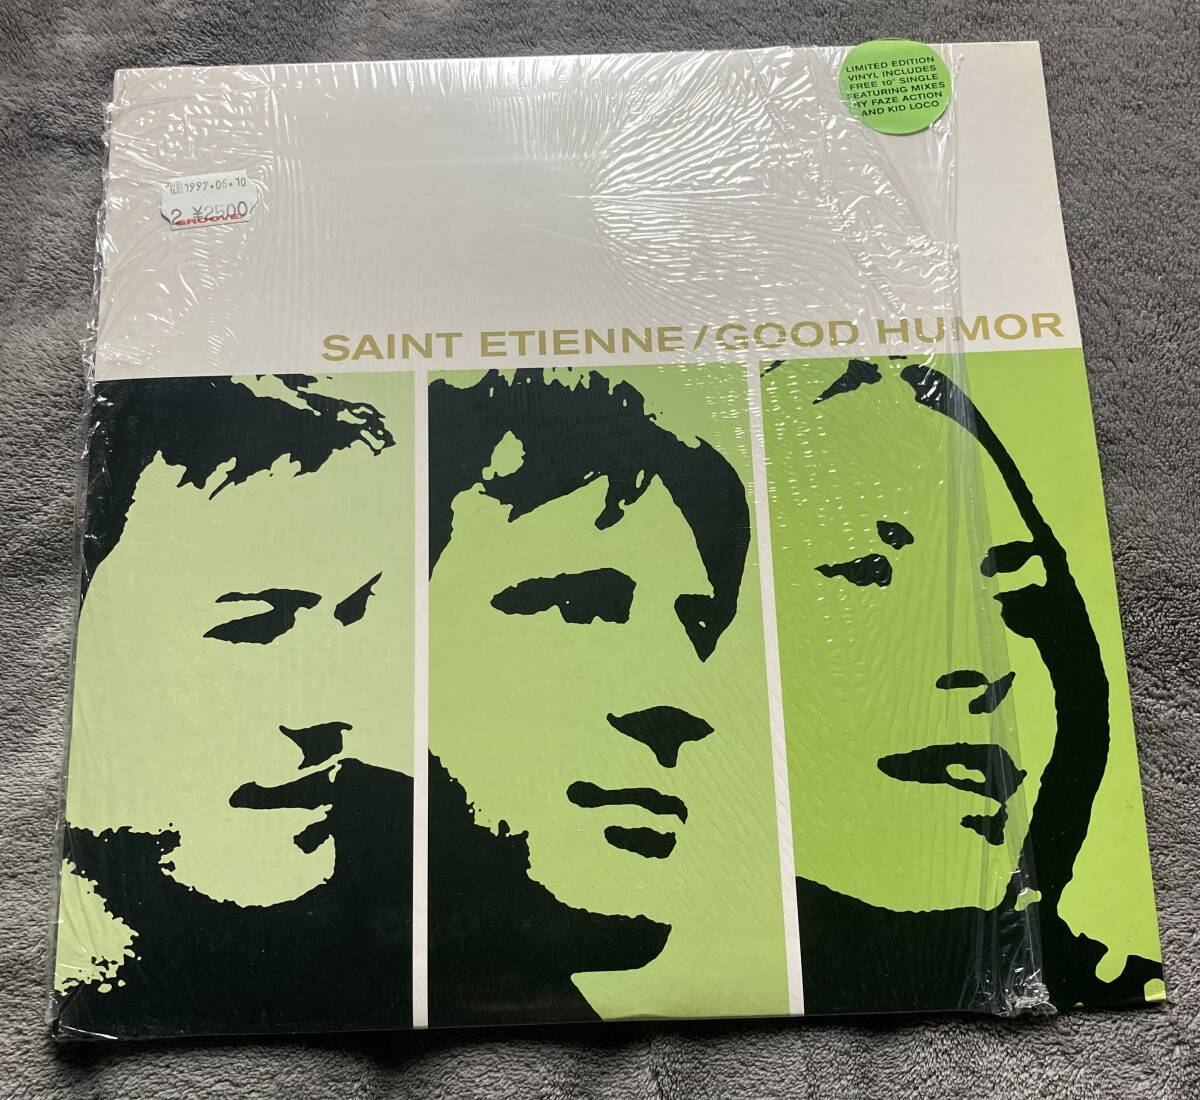 LIMITED EDITION
VINYL INCLUDES
FREE 10" SINGLE
FEATURING MIXES
BY FAZE ACTION
AND KID LOCO
1997.06.10
2 ¥2500
GROOVE
SAINT ETIENNE/GOOD HUMOR